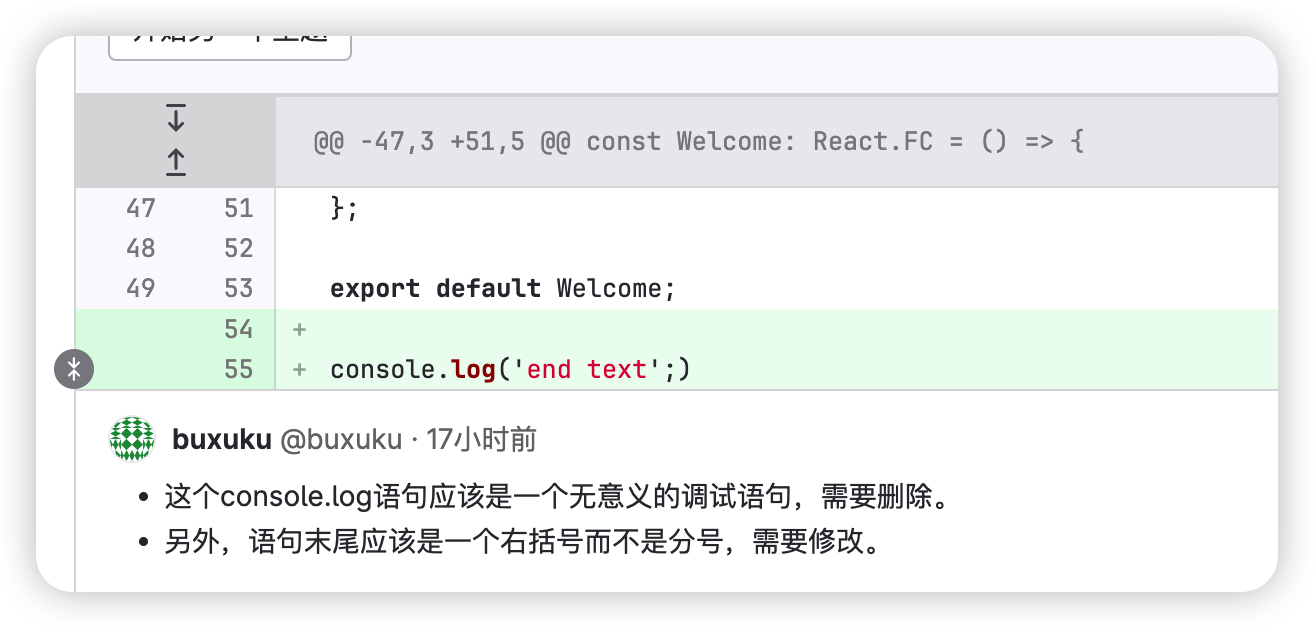 @@ -47,3 +51,5 @@ const Welcome: React.FC = () => {
47 51 };
48 52
49 53 export default Welcome;
54 +
55 + console.log('end text';)
buxuku @buxuku · 17小时前
• 这个console.log语句应该是一个无意义的调试语句，需要删除。
• 另外，语句末尾应该是一个右括号而不是分号，需要修改。